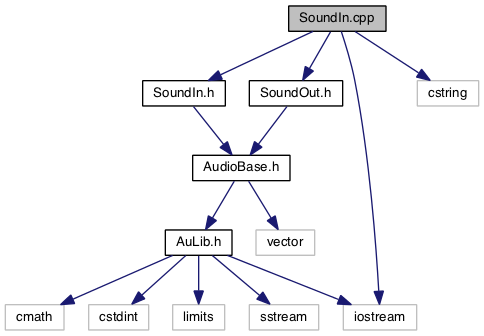 SoundIn.cpp
SoundIn.h
SoundOut.h
cstring
AudioBase.h
AuLib.h
vector
cmath
cstdint
limits
sstream
iostream